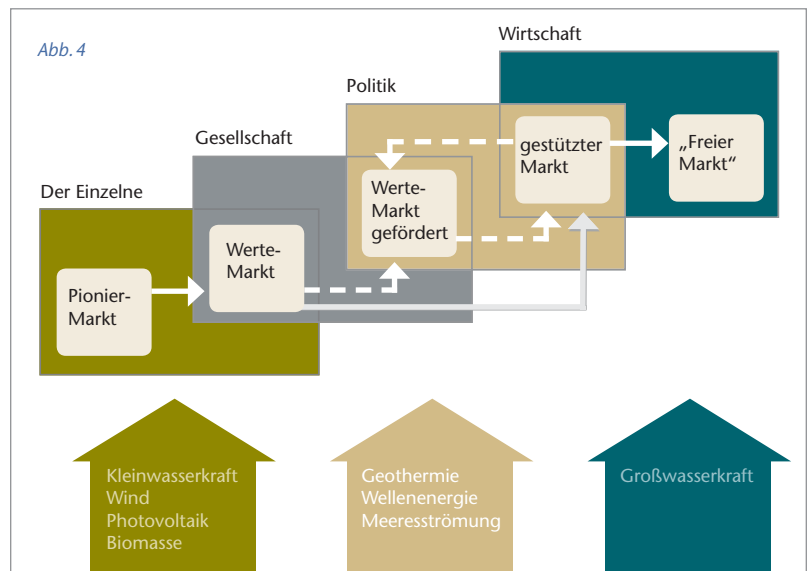 Abb. 4
Wirtschaft
Politik
Gesellschaft
Der Einzelne
Pionier-
Markt
Werte-
Markt
Werte-
Markt
gefördert
gestützter
Markt
„Freier
Markt“
Kleinwasserkraft
Wind
Photovoltaik
Biomasse
Geothermie
Wellenenergie
Meeresströmung
Großwasserkraft